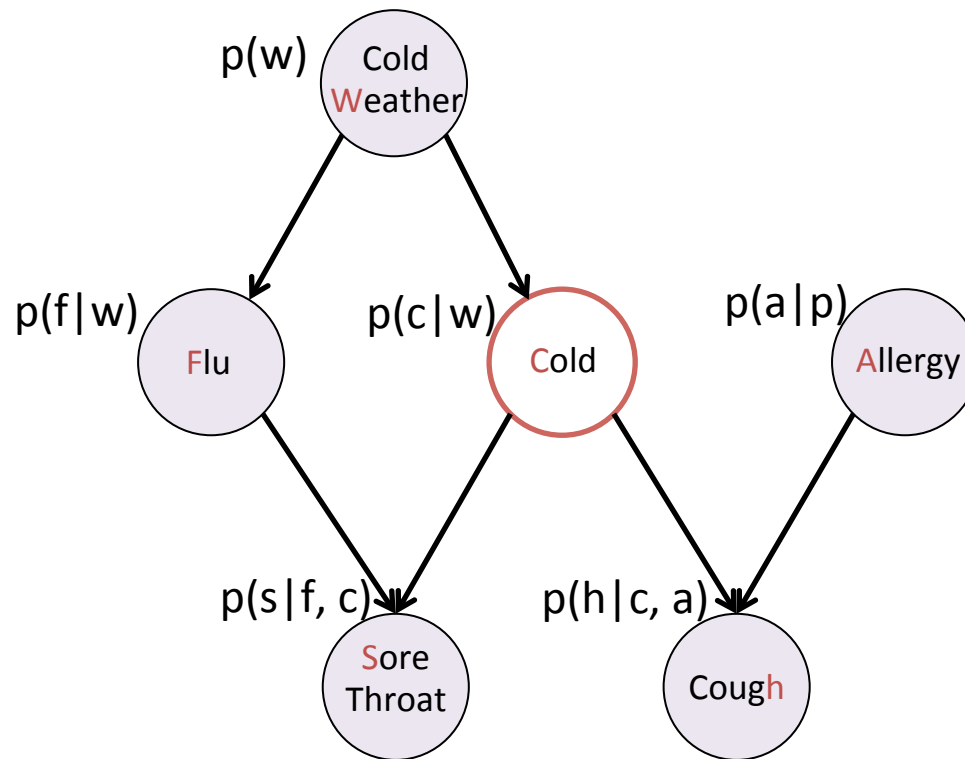 p(w)
Cold
Weather
p(f|w)
p(c|w)
p(a|p)
Flu
Cold
Allergy
p(s|f, c)
p(h|c, a)
Sore
Throat
Cough